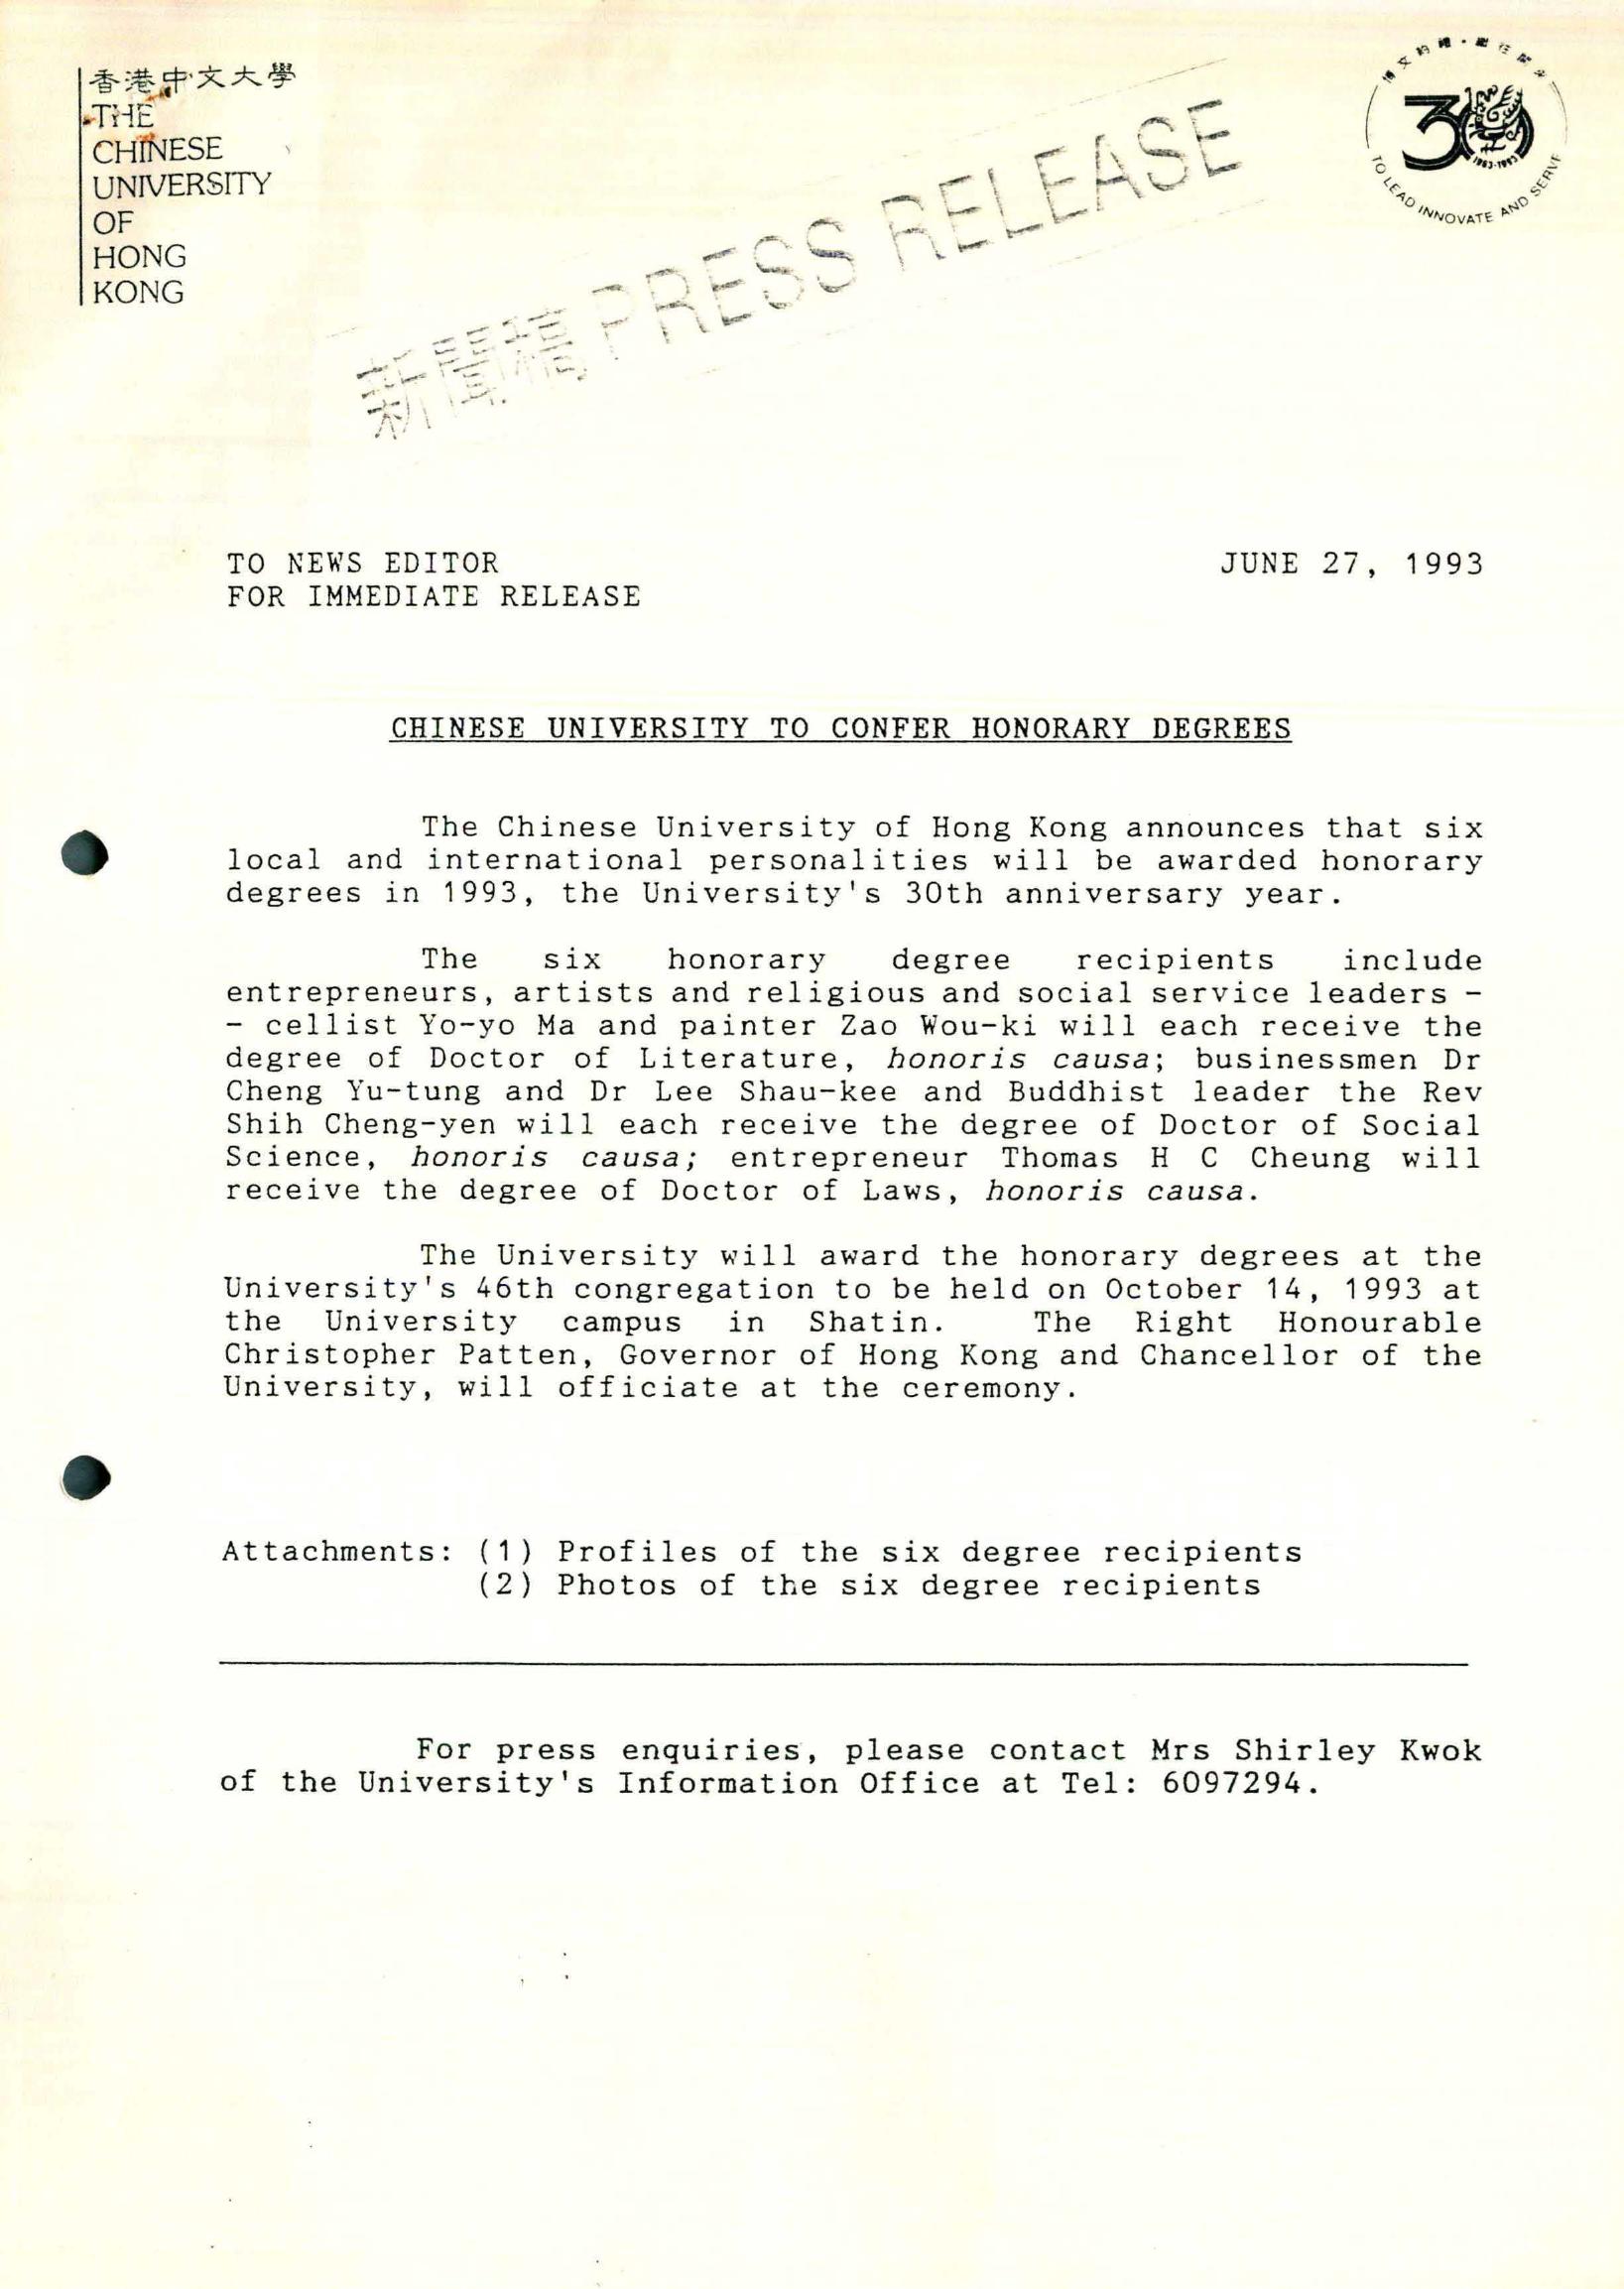 香港中文大學
THE
CHINESE
UNIVERSITY
OF
HONG
KONG
新聞稿 PRESS RELEASE
博文約禮·繼往開來
30
1963-1993
TO LEAD INNOVATE AND SERVE
TO NEWS EDITOR JUNE 27, 1993
FOR IMMEDIATE RELEASE
CHINESE UNIVERSITY TO CONFER HONORARY DEGREES
The Chinese University of Hong Kong announces that six
local and international personalities will be awarded honorary
degrees in 1993, the University's 30th anniversary year.
The six honorary degree recipients include
entrepreneurs, artists and religious and social service leaders -
- cellist Yo-yo Ma and painter Zao Wou-ki will each receive the
degree of Doctor of Literature, honoris causa; businessmen Dr
Cheng Yu-tung and Dr Lee Shau-kee and Buddhist leader the Rev
Shih Cheng-yen will each receive the degree of Doctor of Social
Science, honoris causa; entrepreneur Thomas H C Cheung will
receive the degree of Doctor of Laws, honoris causa.
The University will award the honorary degrees at the
University's 46th congregation to be held on October 14, 1993 at
the University campus in Shatin. The Right Honourable
Christopher Patten, Governor of Hong Kong and Chancellor of the
University, will officiate at the ceremony.
Attachments: (1) Profiles of the six degree recipients
(2) Photos of the six degree recipients
For press enquiries, please contact Mrs Shirley Kwok
of the University's Information Office at Tel: 6097294.